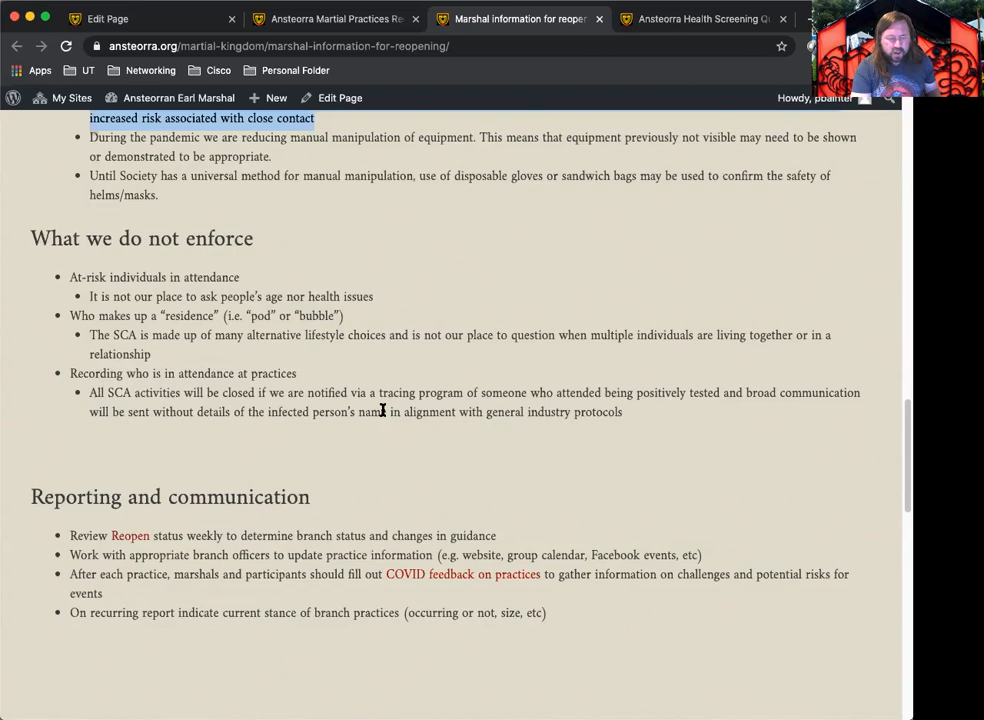 Edit Page
Ansteorra Martial Practices Re
Marshal information for reoper
Ansteorra Health Screening Q
ansteorra.org/martial-kingdom/marshal-information-for-reopening/
Apps UT Networking Cisco Personal Folder
My Sites Ansteorran Earl Marshal New Edit Page Howdy, pbainter
increased risk associated with close contact
During the pandemic we are reducing manual manipulation of equipment. This means that equipment previously not visible may need to be shown
or demonstrated to be appropriate.
Until Society has a universal method for manual manipulation, use of disposable gloves or sandwich bags may be used to confirm the safety of
helms/masks.
What we do not enforce
At-risk individuals in attendance
It is not our place to ask people's age nor health issues
Who makes up a "residence" (i.e. "pod" or "bubble")
The SCA is made up of many alternative lifestyle choices and is not our place to question when multiple individuals are living together or in a
relationship
Recording who is in attendance at practices
All SCA activities will be closed if we are notified via a tracing program of someone who attended being positively tested and broad communication
will be sent without details of the infected person's name in alignment with general industry protocols
Reporting and communication
Review Reopen status weekly to determine branch status and changes in guidance
Work with appropriate branch officers to update practice information (e.g. website, group calendar, Facebook events, etc)
After each practice, marshals and participants should fill out COVID feedback on practices to gather information on challenges and potential risks for
events
On recurring report indicate current stance of branch practices (occurring or not, size, etc)